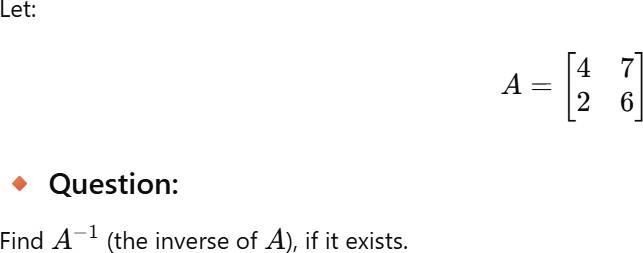 Let:
A = [4 7
2 6]
Question:
Find A⁻¹ (the inverse of A), if it exists.